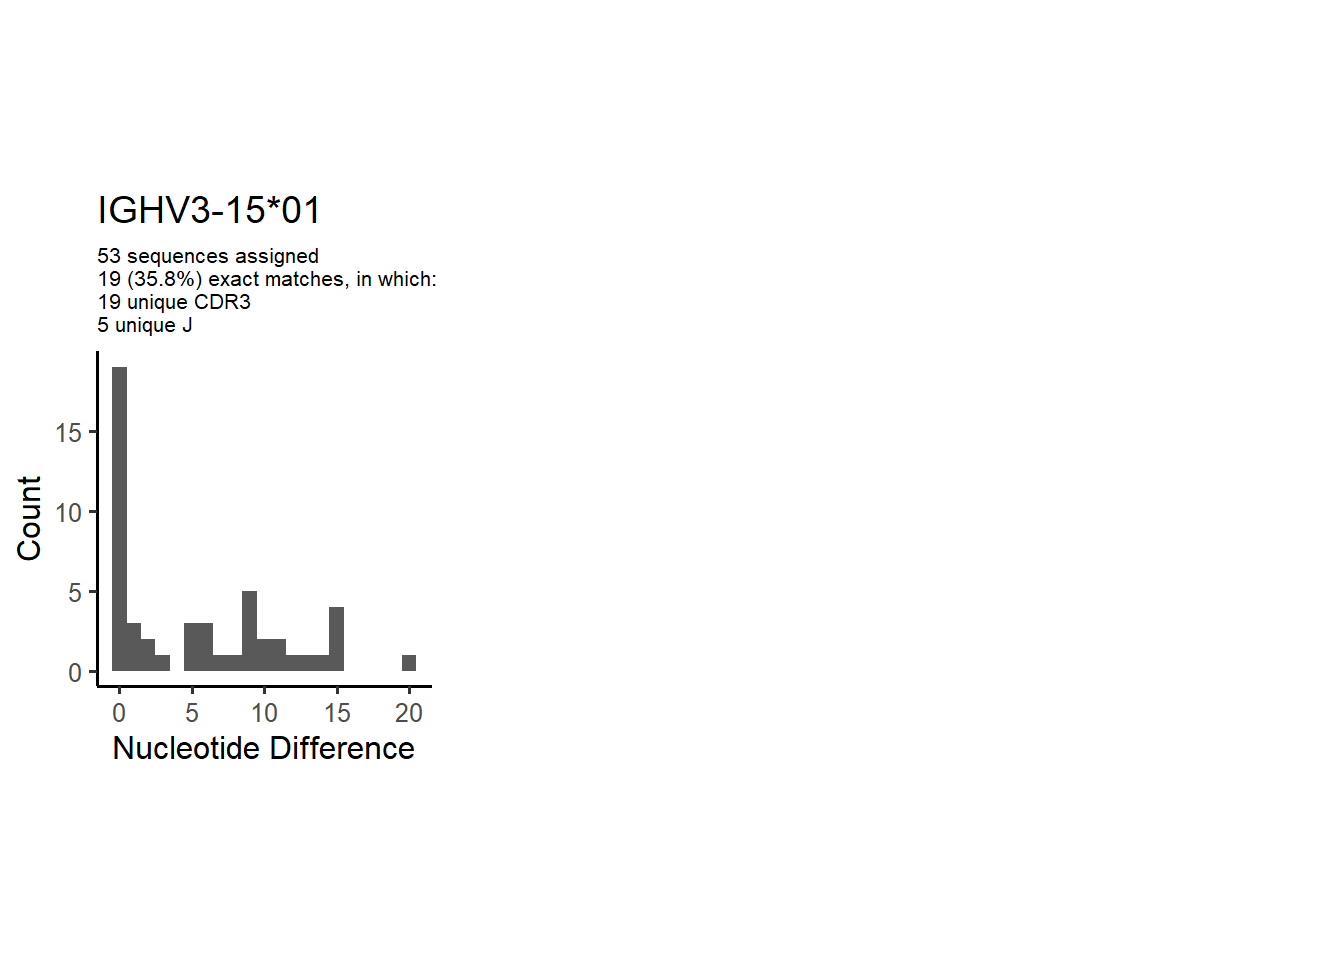 IGHV3-15*01
53 sequences assigned
19 (35.8%) exact matches, in which:
19 unique CDR3
5 unique J
15
10
5
0
Count
0 5 10 15 20
Nucleotide Difference